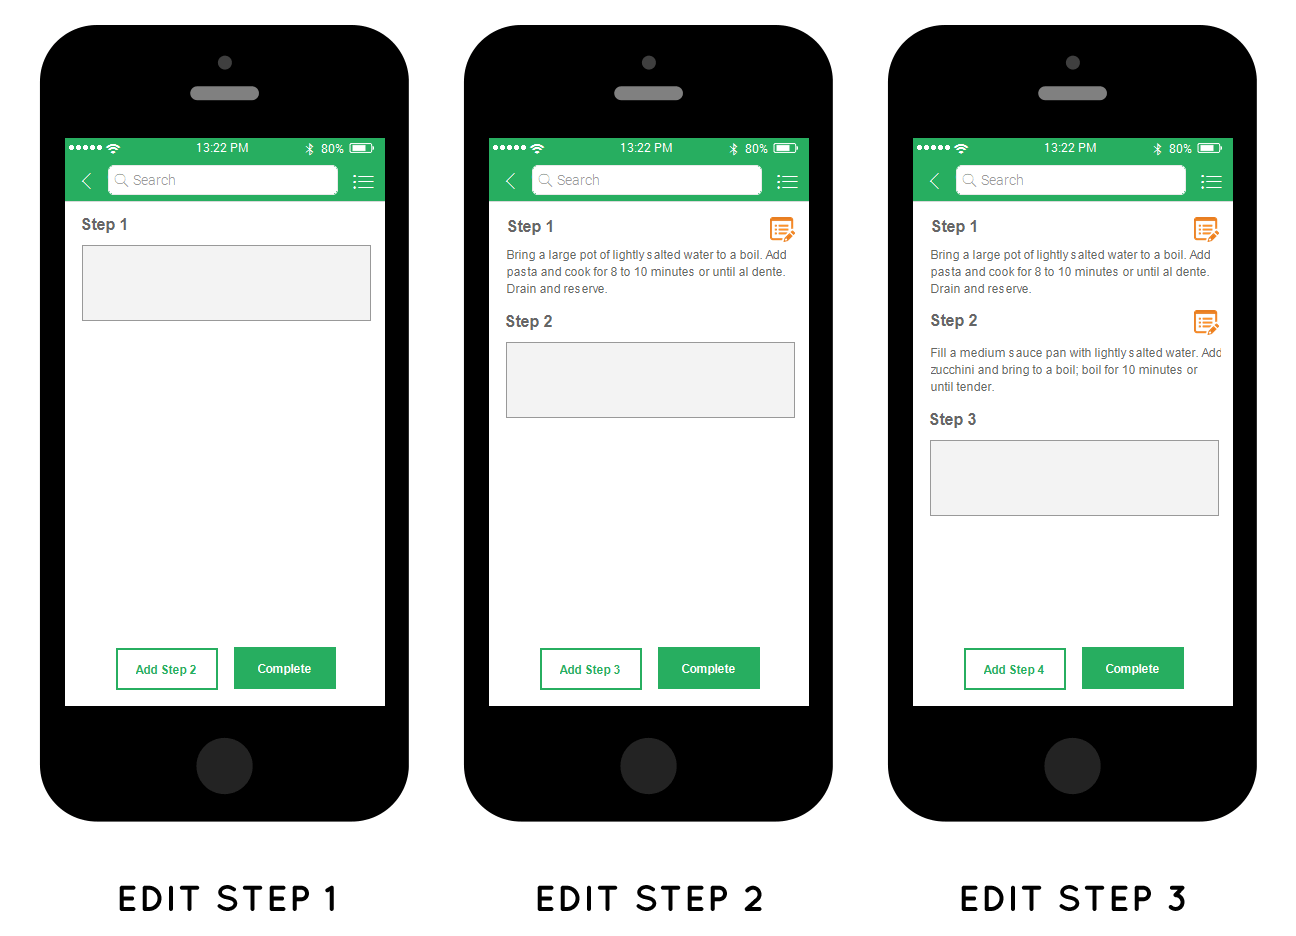 13:22 PM
80%
Search
Step 1
Add Step 2
Complete
EDIT STEP 1
13:22 PM
80%
Search
Step 1
Bring a large pot of lightly salted water to a boil. Add
pasta and cook for 8 to 10 minutes or until al dente.
Drain and reserve.
Step 2
Add Step 3
Complete
EDIT STEP 2
13:22 PM
80%
Search
Step 1
Bring a large pot of lightly salted water to a boil. Add
pasta and cook for 8 to 10 minutes or until al dente.
Drain and reserve.
Step 2
Fill a medium sauce pan with lightly salted water. Add
zucchini and bring to a boil; boil for 10 minutes or
until tender.
Step 3
Add Step 4
Complete
EDIT STEP 3